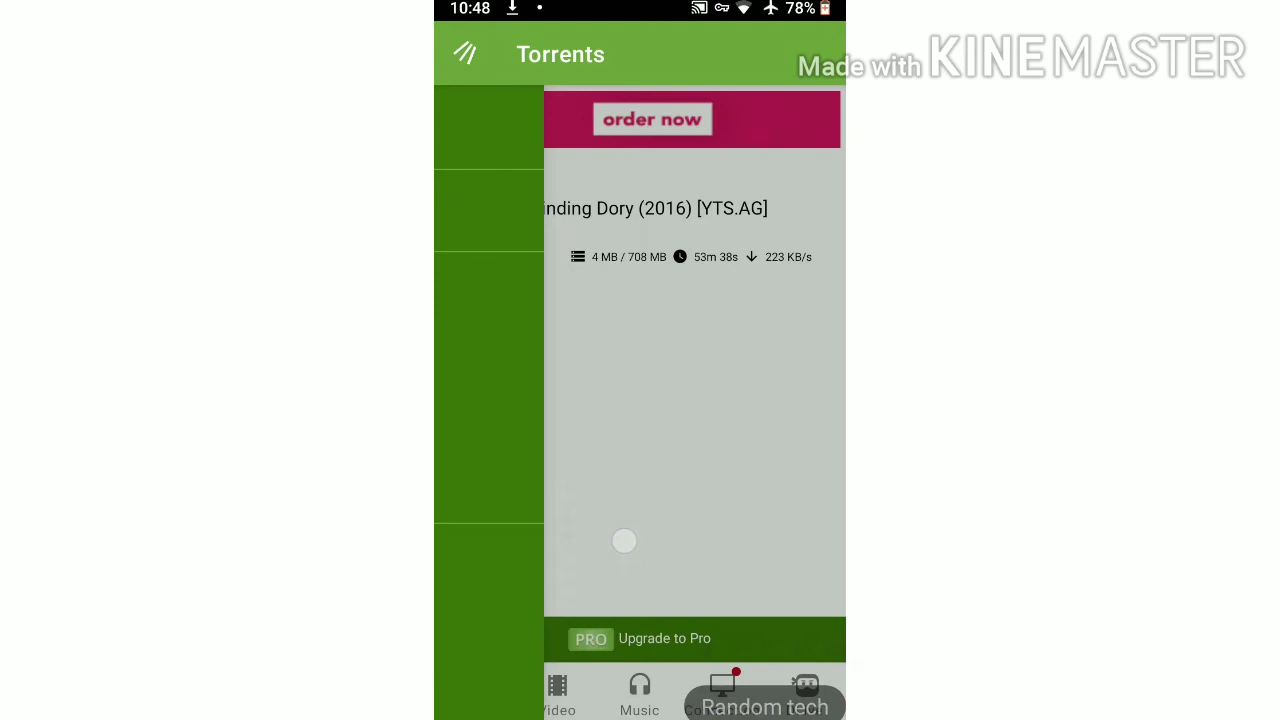 10:48
78%
Torrents
Made with KINEMASTER
order now
inding Dory (2016) [YTS.AG]
4 MB / 708 MB 53m 38s 223 KB/s
PRO Upgrade to Pro
Video Music
Random tech